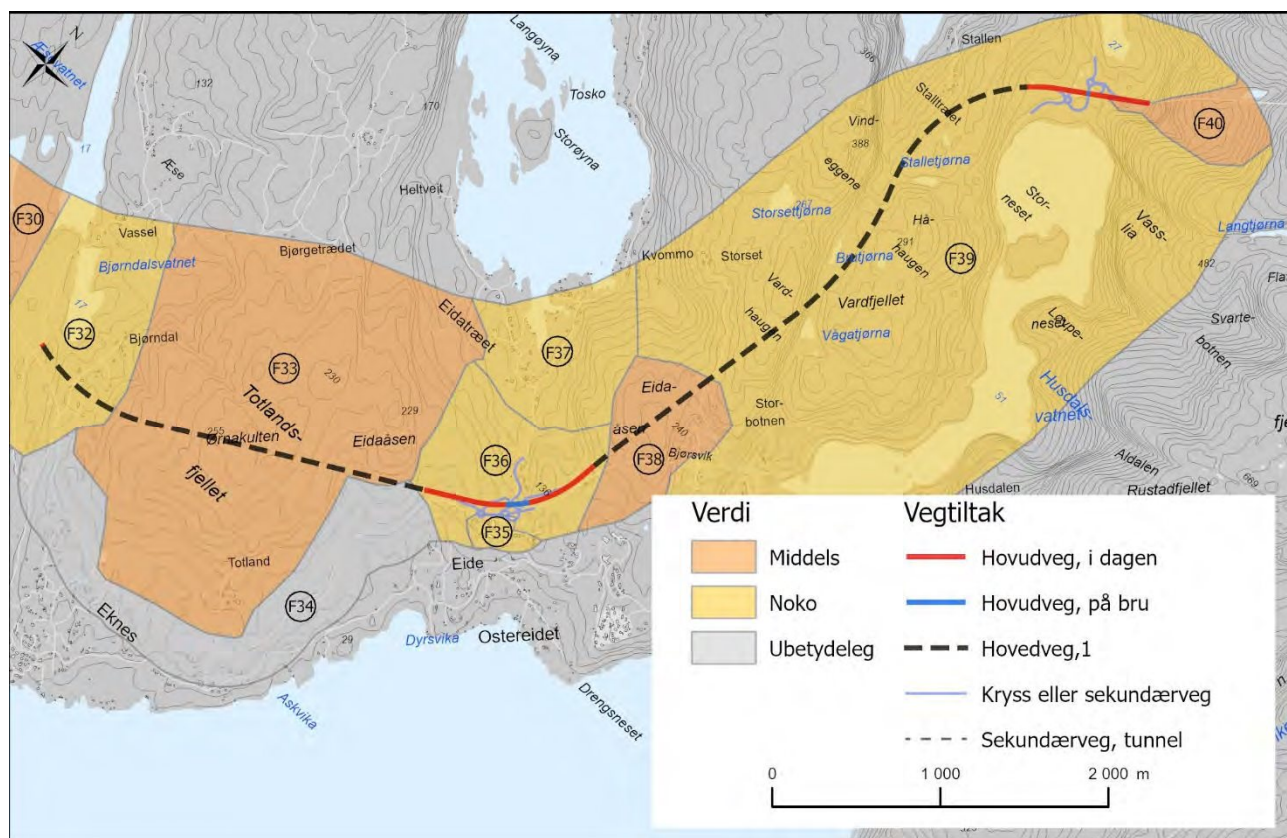 N
Langøyna
Stallen
27
132
170
366
Tosko
Storøyna
Stalltræet
Vind-
388
eggene
F40
17
Æse
Heltveit
Stalletjørna
Stor-
neset
Vass-
lia
F30
Vassel
Storsettjørna
267
Hå-
haugen
Langtjørna
Bjørgetrædet
Kvommo
Storset
291
F39
Bjørndalsvatnet
482
17
Vard-
haugen
Vardfjellet
Fla
F32
Bjørndal
Eidatræet
F37
Løype-
neset
Svarte-
botnen
Vågatjørna
F33
230
Eida-
åsen
Husdals
vatnet
Totlands-
fjellet
229
Stor-
botnen
51
255
Ørnakulten
Eidaåsen
F36
240
F38
Bjørsvik
Aldalen
136
669
Husdalen
Rustadfjellet
F35
Totland
Eide
F34
Eknes
29
Dyrsvika
Ostereidet
Askvika
Drengsneset
Verdi
Middels
Noko
Ubetydeleg
Vegtiltak
Hovudveg, i dagen
Hovudveg, på bru
Hovedveg,1
Kryss eller sekundærveg
Sekundærveg, tunnel
0
1 000
2 000 m